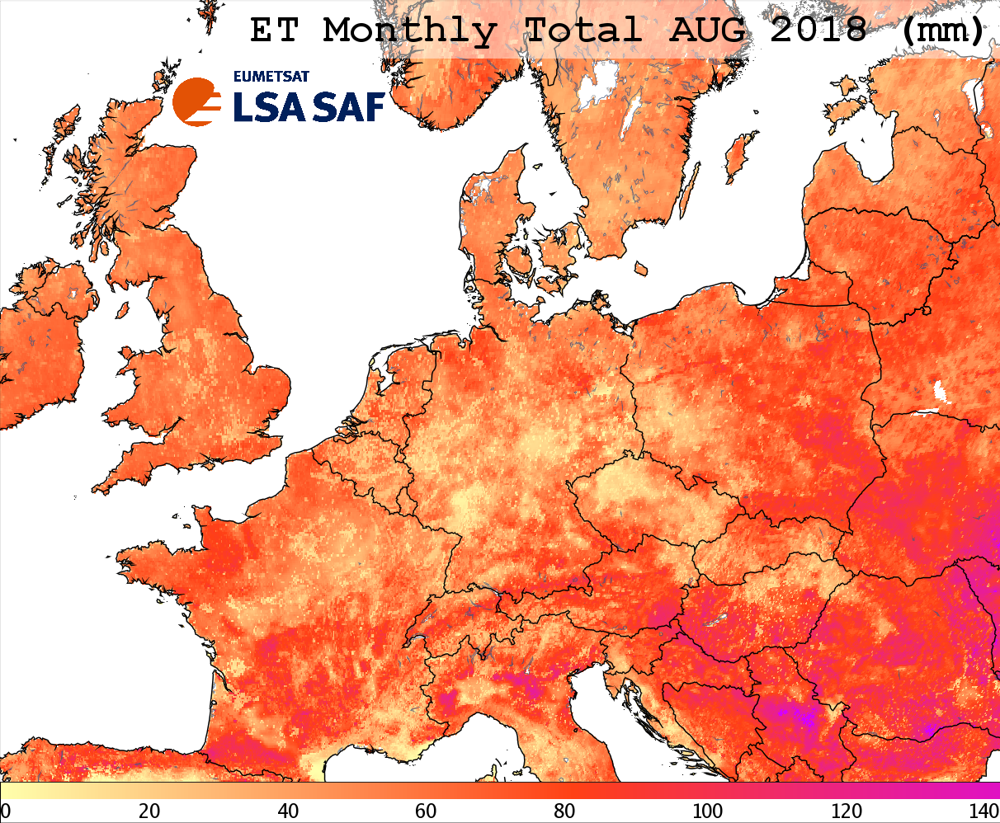 ET Monthly Total AUG 2018 (mm)
EUMETSAT
LSA SAF
0 20 40 60 80 100 120 140